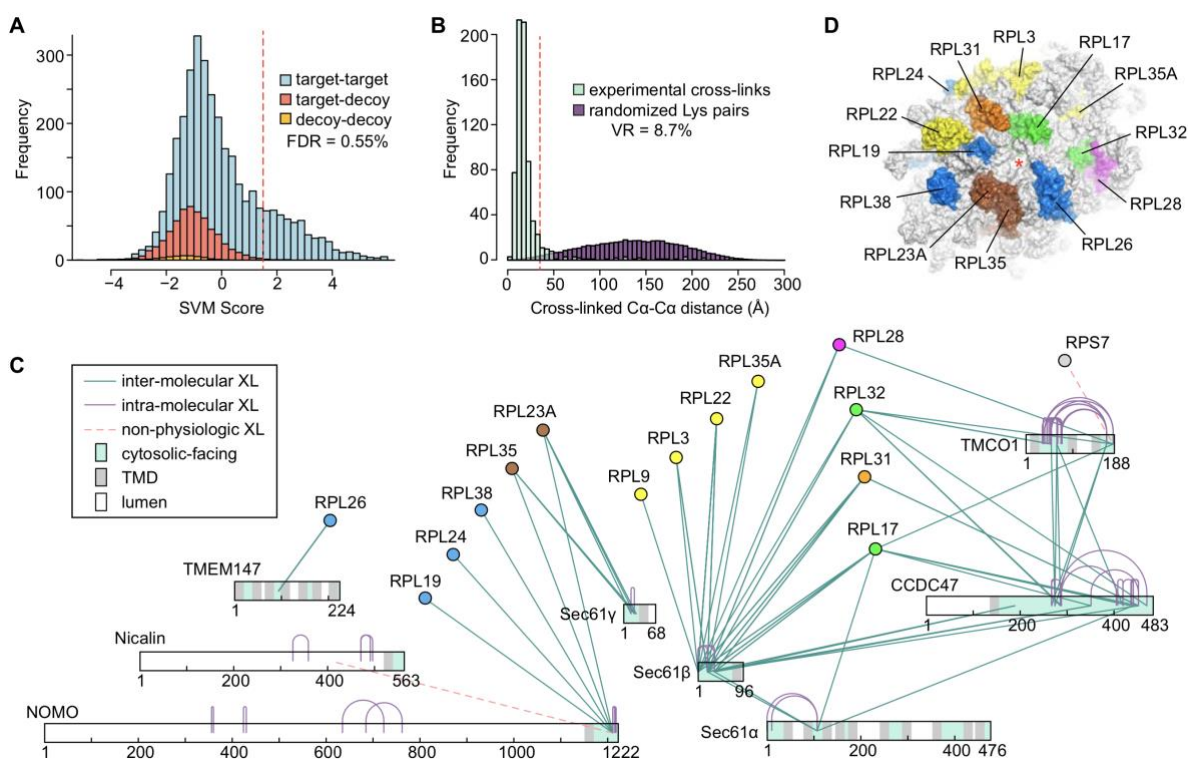 A
300
200
100
0
Frequency
−4
−2
0
2
4
SVM Score
target-target
target-decoy
decoy-decoy
FDR = 0.55%
B
200
160
120
80
40
0
Frequency
0
50
100
150
200
250
300
Cross-linked Cα-Cα distance (Å)
experimental cross-links
randomized Lys pairs
VR = 8.7%
D
RPL3
RPL31
RPL17
RPL24
RPL35A
RPL22
RPL32
RPL19
*
RPL38
RPL28
RPL23A
RPL35
RPL26
C
inter-molecular XL
intra-molecular XL
non-physiologic XL
cytosolic-facing
TMD
lumen
RPL28
RPS7
RPL35A
RPL32
RPL22
RPL23A
TMCO1
1
188
RPL3
RPL35
RPL31
RPL9
RPL38
RPL26
RPL17
RPL24
TMEM147
1
224
RPL19
CCDC47
1
200
400
483
Sec61γ
1
68
Nicalin
1
200
400
563
Sec61β
1
96
NOMO
1
200
400
600
800
1000
1222
Sec61α
1
200
400
476